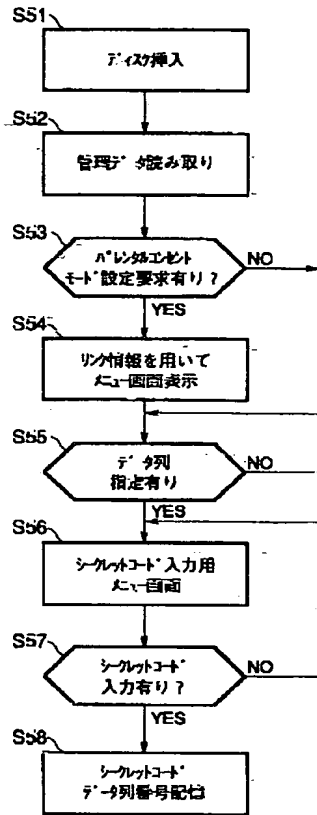 S51
ディスク挿入
S52
管理データ読み取り
S53
パレンタルコンセント
モード設定要求有り?
NO
YES
S54
リンク情報を用いて
メニュー画面表示
S55
データ列
指定有り
NO
YES
S56
シークレットコード入力用
メニュー画面
S57
シークレットコード
入力有り?
NO
YES
S58
シークレットコード
データ列番号記憶